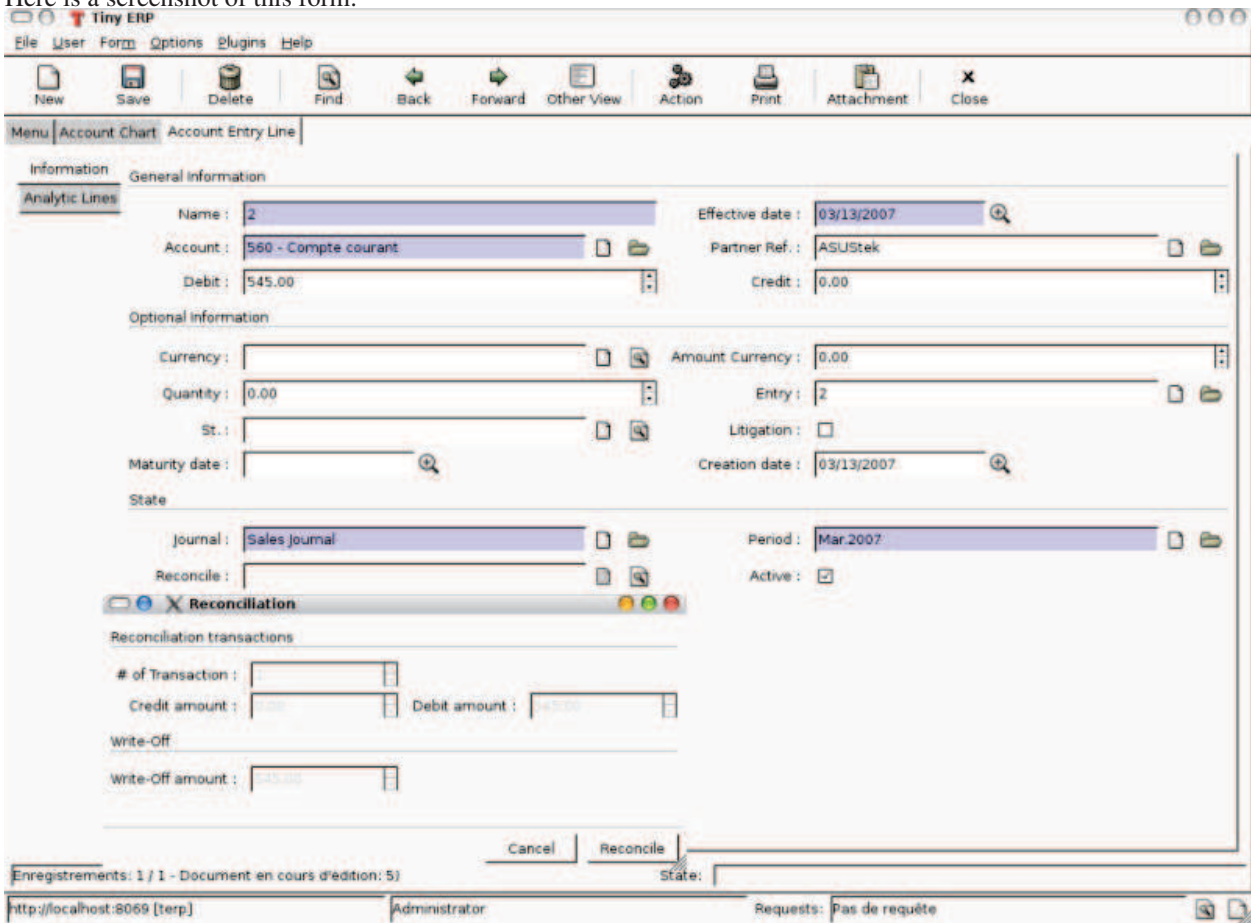 Here is a screenshot of this form:
Tiny ERP
File User Form Options Plugins Help
New Save Delete Find Back Forward Other View Action Print Attachment Close
Menu Account Chart Account Entry Line
Information
Analytic Lines
General Information
Name : 2 Effective date : 03/13/2007
Account : 560 - Compte courant Partner Ref. : ASUStek
Debit : 545.00 Credit : 0.00
Optional Information
Currency : Amount Currency : 0.00
Quantity : 0.00 Entry : 2
St. : Litigation :
Maturity date : Creation date : 03/13/2007
State
Journal : Sales Journal Period : Mar.2007
Reconcile : Active :
Reconciliation
Reconciliation transactions
# of Transaction :
Credit amount : 0.00 Debit amount : 545.00
Write-Off
Write-Off amount : 545.00
Cancel Reconcile
Enregistrements: 1 / 1 - Document en cours d'édition: 5) State:
http://localhost:8069 [terp] Administrator Requests: Pas de requête